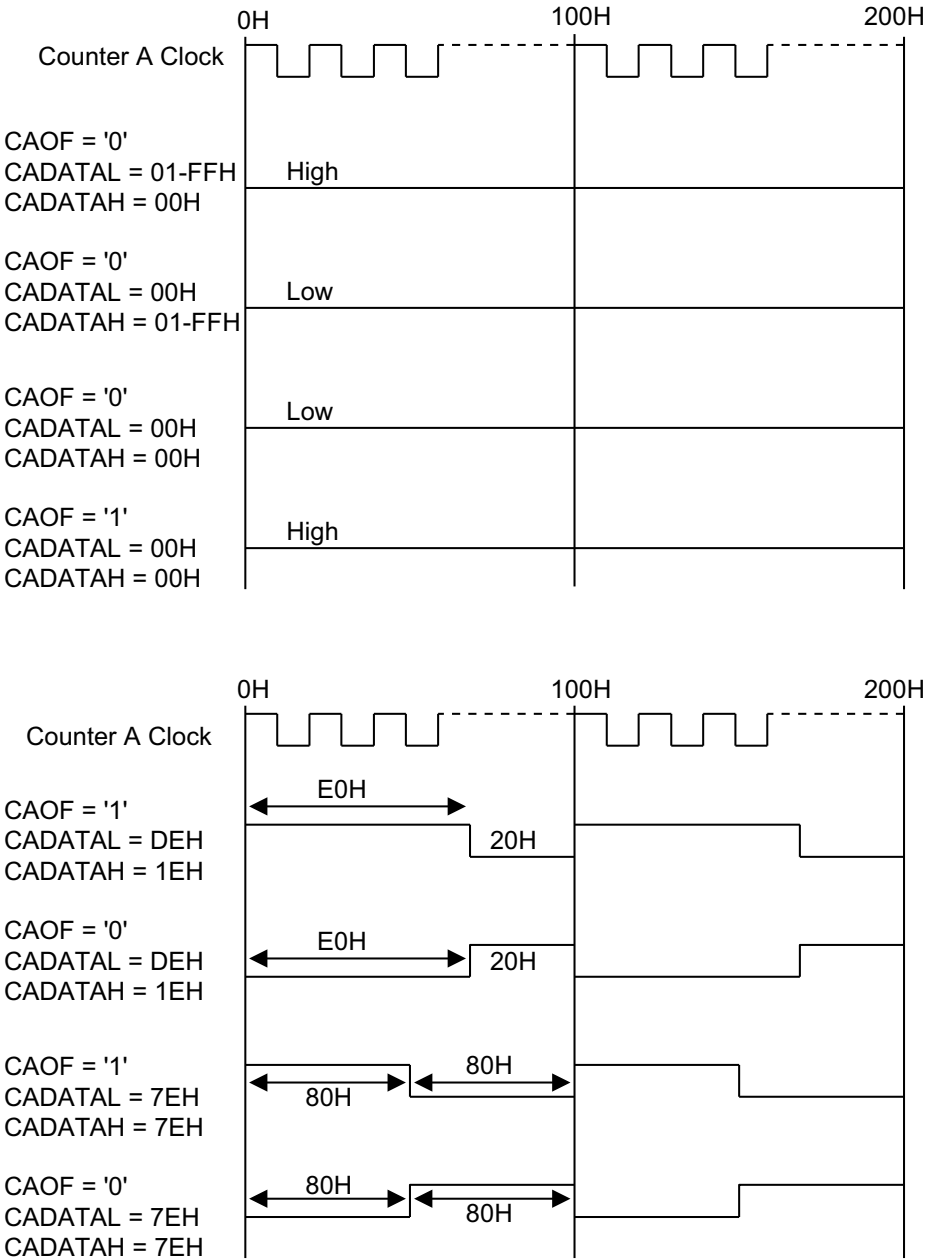 0H 100H 200H
Counter A Clock
CAOF = '0'
CADATAL = 01-FFH High
CADATAH = 00H
CAOF = '0'
CADATAL = 00H Low
CADATAH = 01-FFH
CAOF = '0'
CADATAL = 00H Low
CADATAH = 00H
CAOF = '1'
CADATAL = 00H High
CADATAH = 00H
0H 100H 200H
Counter A Clock
E0H
CAOF = '1'
CADATAL = DEH 20H
CADATAH = 1EH
CAOF = '0' E0H
CADATAL = DEH 20H
CADATAH = 1EH
CAOF = '1' 80H
CADATAL = 7EH 80H
CADATAH = 7EH
CAOF = '0' 80H
CADATAL = 7EH 80H
CADATAH = 7EH